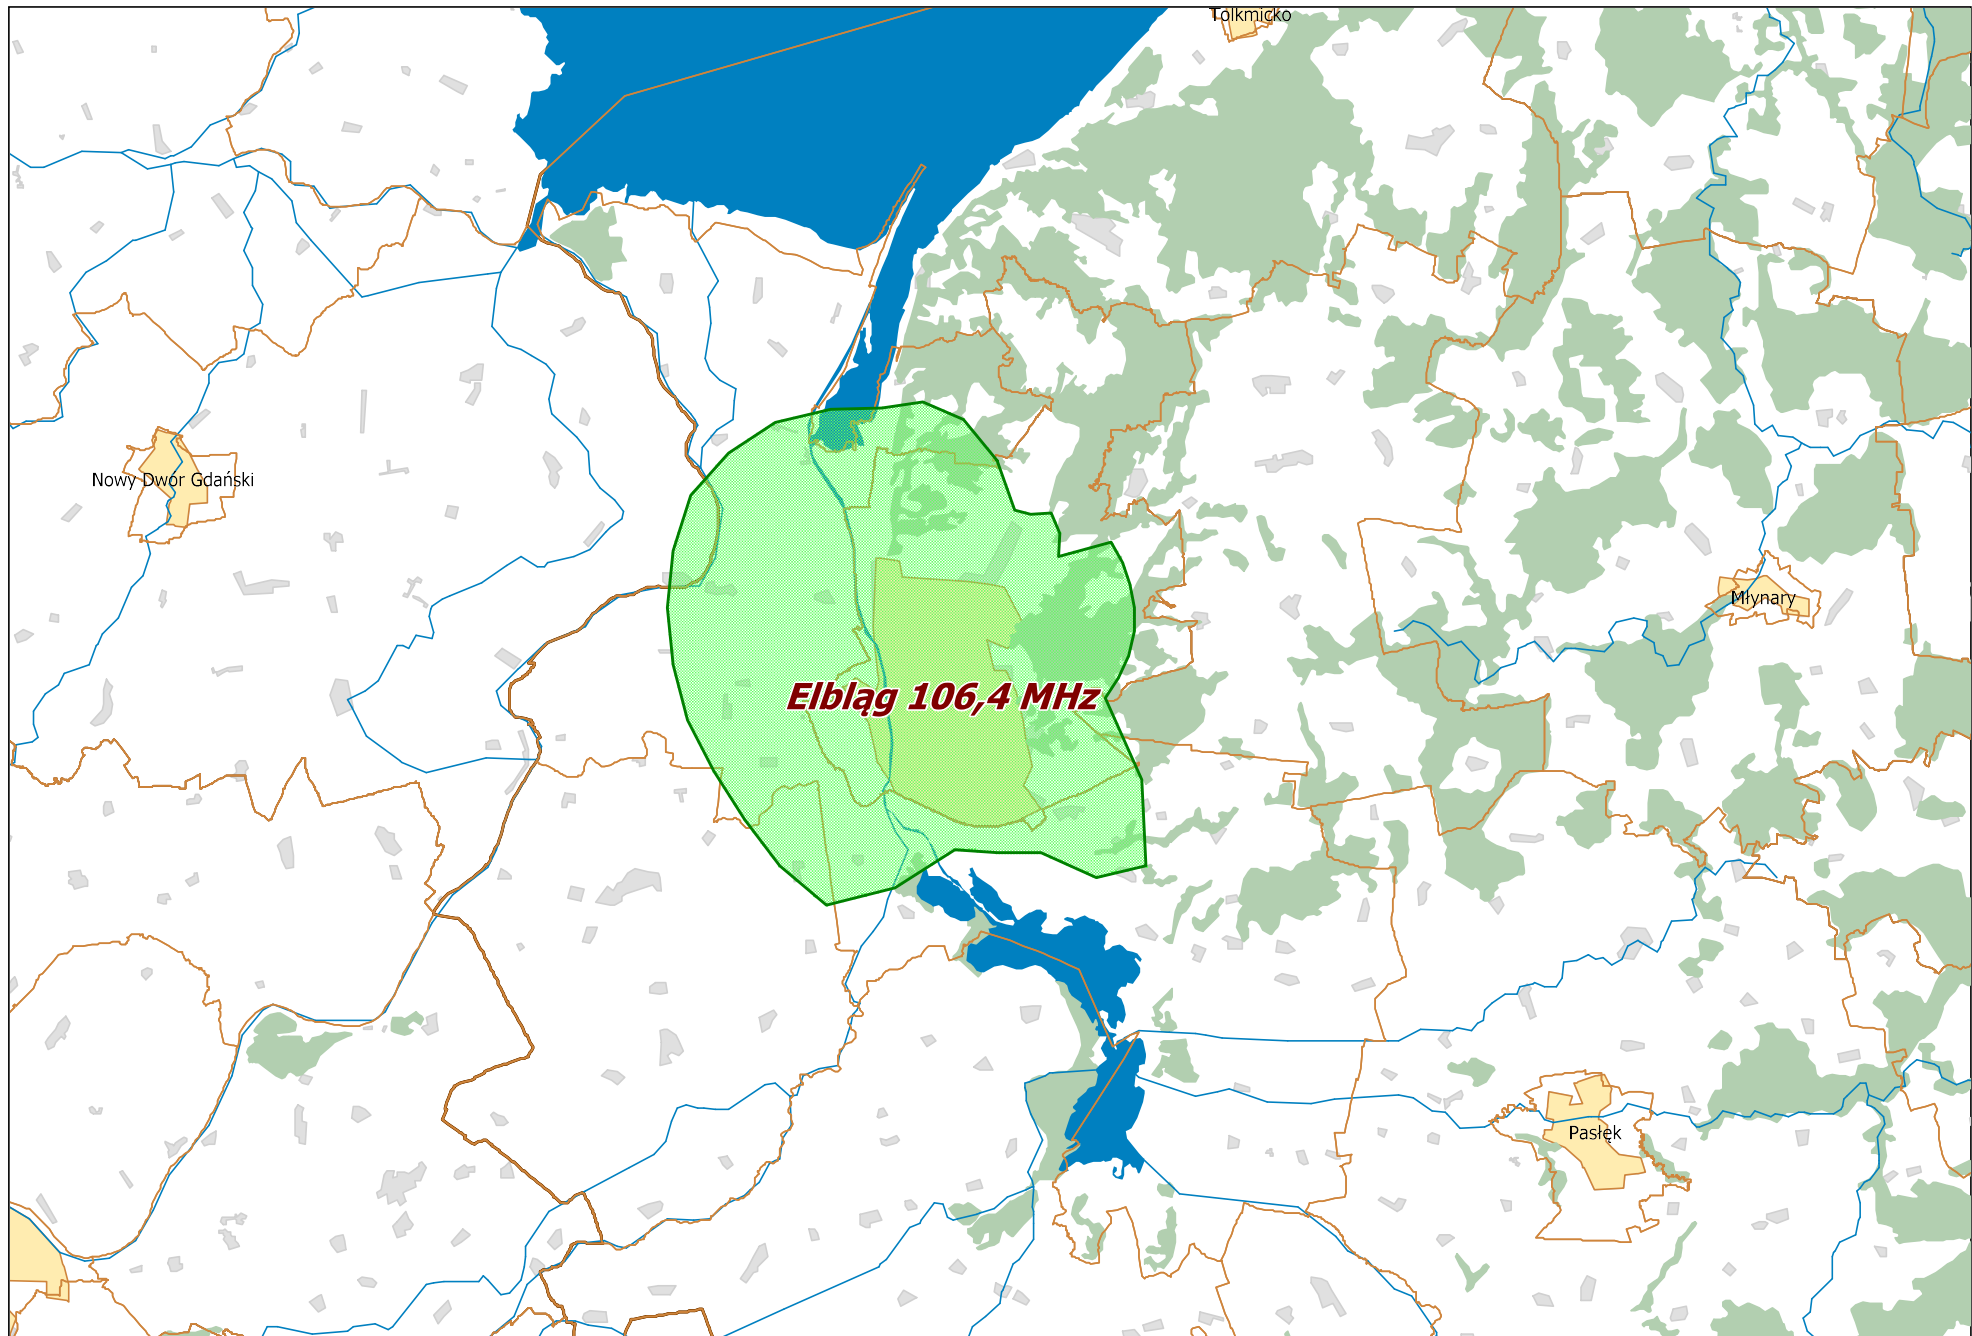 Tolkmicko
Nowy Dwór Gdański
Młynary
Elbląg 106,4 MHz
Pasłęk